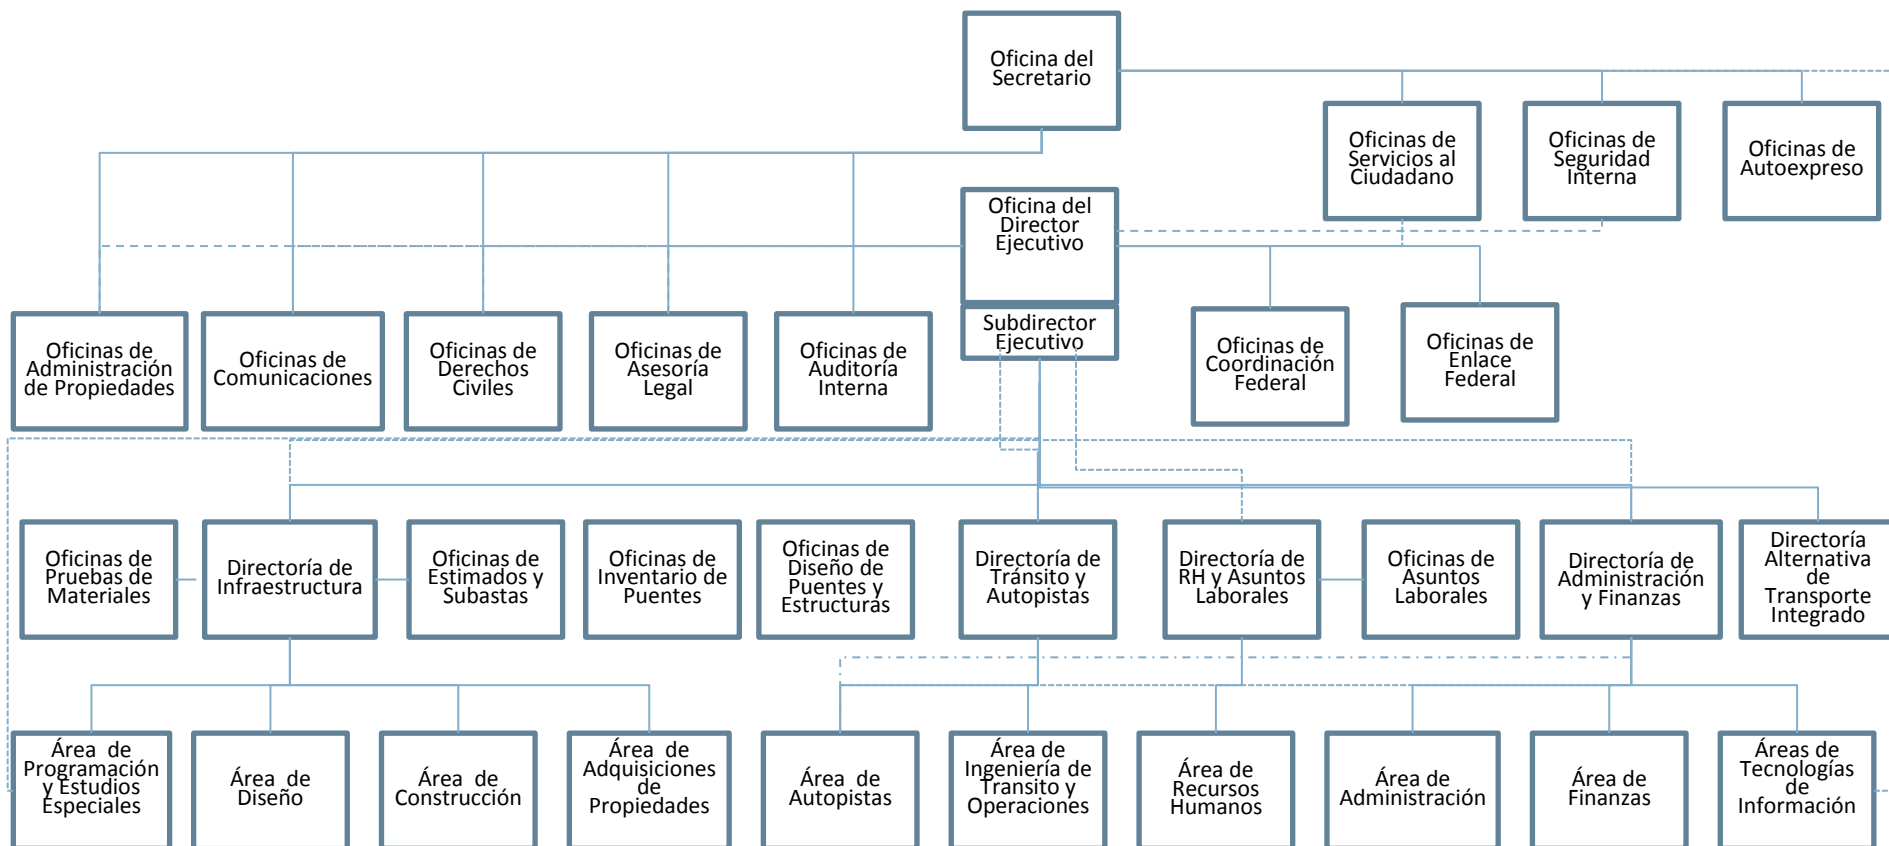 Oficina del
Secretario
Oficinas de
Servicios al
Ciudadano
Oficinas de
Seguridad
Interna
Oficinas de
Autoexpreso
Oficina del
Director
Ejecutivo
Subdirector
Ejecutivo
Oficinas de
Administración
de Propiedades
Oficinas de
Comunicaciones
Oficinas de
Derechos
Civiles
Oficinas de
Asesoría
Legal
Oficinas de
Auditoría
Interna
Oficinas de
Coordinación
Federal
Oficinas de
Enlace
Federal
Oficinas de
Pruebas de
Materiales
Directoría de
Infraestructura
Oficinas de
Estimados y
Subastas
Oficinas de
Inventario de
Puentes
Oficinas de
Diseño de
Puentes y
Estructuras
Directoría de
Tránsito y
Autopistas
Directoría de
RH y Asuntos
Laborales
Oficinas de
Asuntos
Laborales
Directoría de
Administración
y Finanzas
Directoría
Alternativa
de
Transporte
Integrado
Área de
Programación
y Estudios
Especiales
Área de
Diseño
Área de
Construcción
Área de
Adquisiciones
de
Propiedades
Área de
Autopistas
Área de
Ingeniería de
Transito y
Operaciones
Área de
Recursos
Humanos
Área de
Administración
Área de
Finanzas
Áreas de
Tecnologías
de
Información